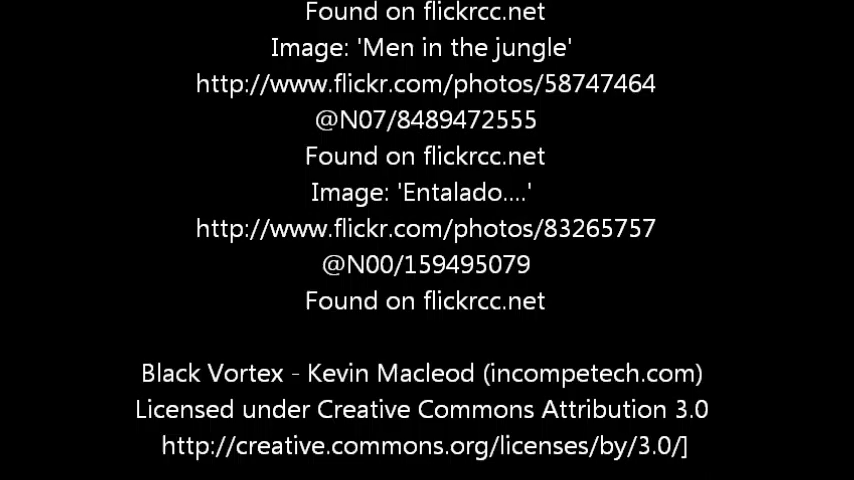 Found on flickrcc.net
Image: 'Men in the jungle'
http://www.flickr.com/photos/58747464
@N07/8489472555
Found on flickrcc.net
Image: 'Entalado....'
http://www.flickr.com/photos/83265757
@N00/159495079
Found on flickrcc.net
Black Vortex - Kevin Macleod (incompetech.com)
Licensed under Creative Commons Attribution 3.0
http://creative.commons.org/licenses/by/3.0/]